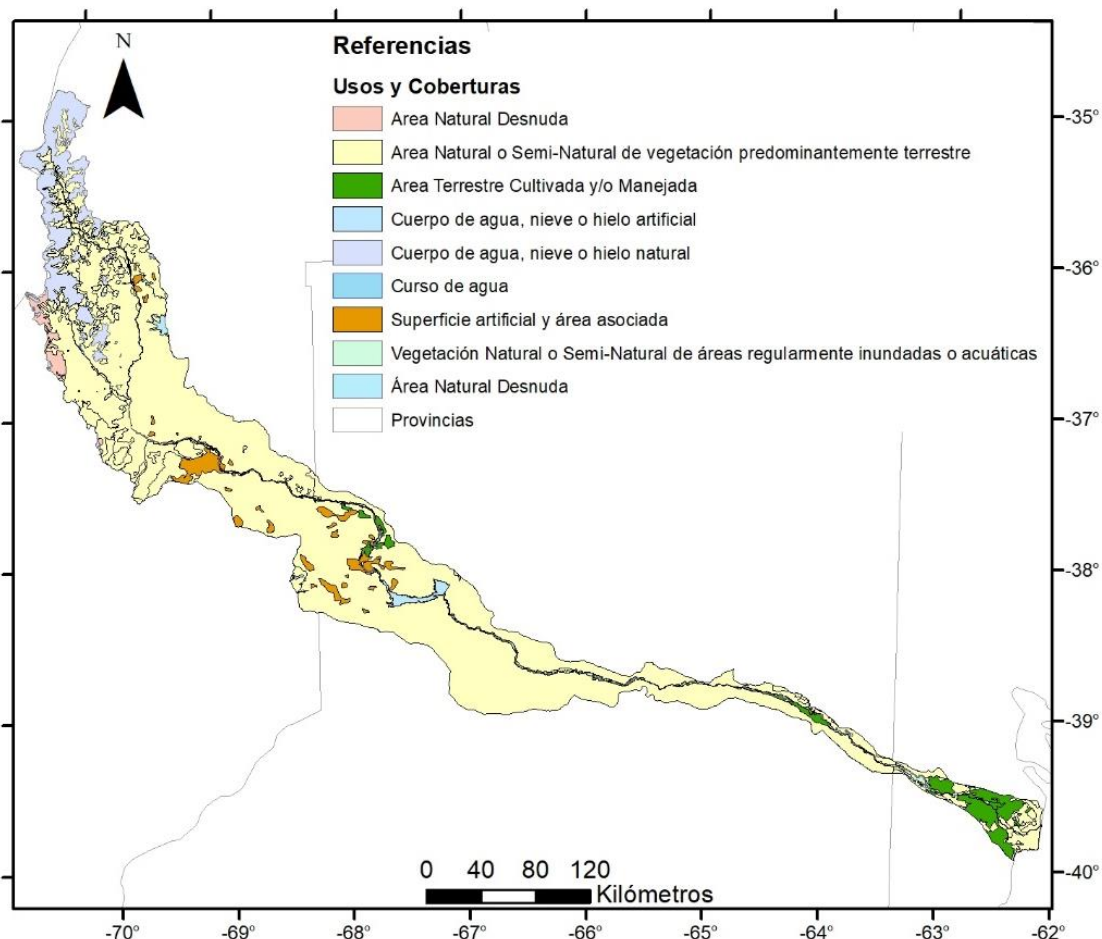 N
Referencias
Usos y Coberturas
Area Natural Desnuda
Area Natural o Semi-Natural de vegetación predominantemente terrestre
Area Terrestre Cultivada y/o Manejada
Cuerpo de agua, nieve o hielo artificial
Cuerpo de agua, nieve o hielo natural
Curso de agua
Superficie artificial y área asociada
Vegetación Natural o Semi-Natural de áreas regularmente inundadas o acuáticas
Área Natural Desnuda
Provincias
-35°
-36°
-37°
-38°
-39°
-40°
0 40 80 120
Kilómetros
-70° -69° -68° -67° -66° -65° -64° -63° -62°